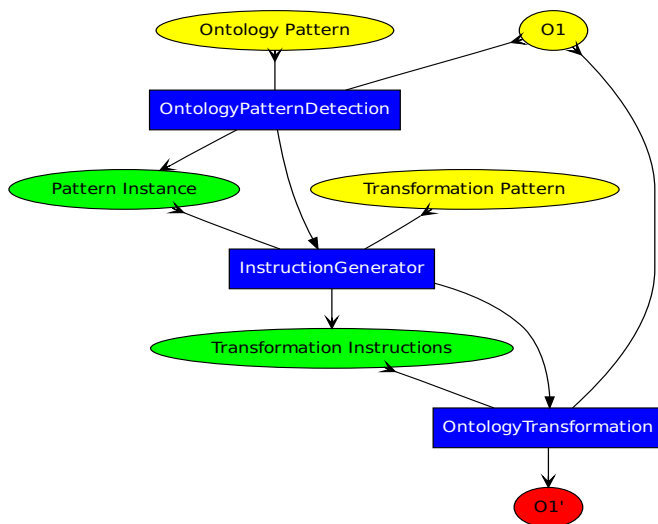 Ontology Pattern
O1
OntologyPatternDetection
Pattern Instance
Transformation Pattern
InstructionGenerator
Transformation Instructions
OntologyTransformation
O1'